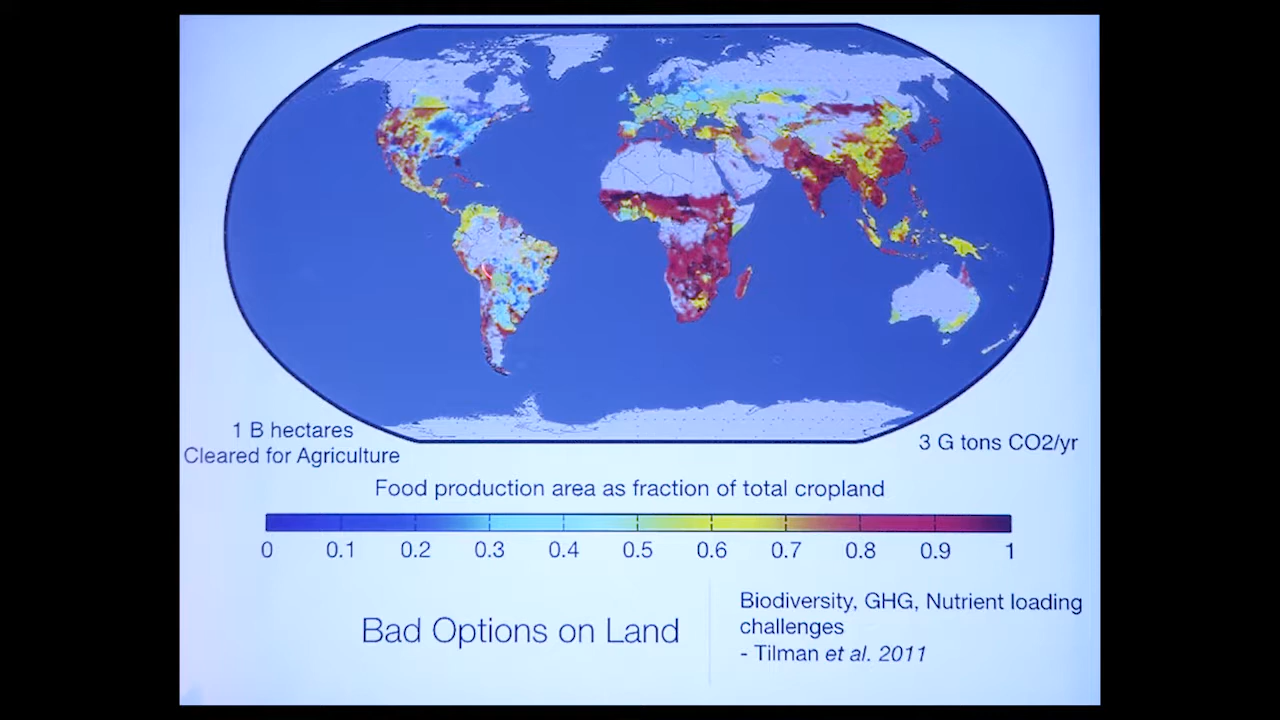 1 B hectares
Cleared for Agriculture
3 G tons CO2/yr
Food production area as fraction of total cropland
0 0.1 0.2 0.3 0.4 0.5 0.6 0.7 0.8 0.9 1
Bad Options on Land
Biodiversity, GHG, Nutrient loading
challenges
- Tilman et al. 2011